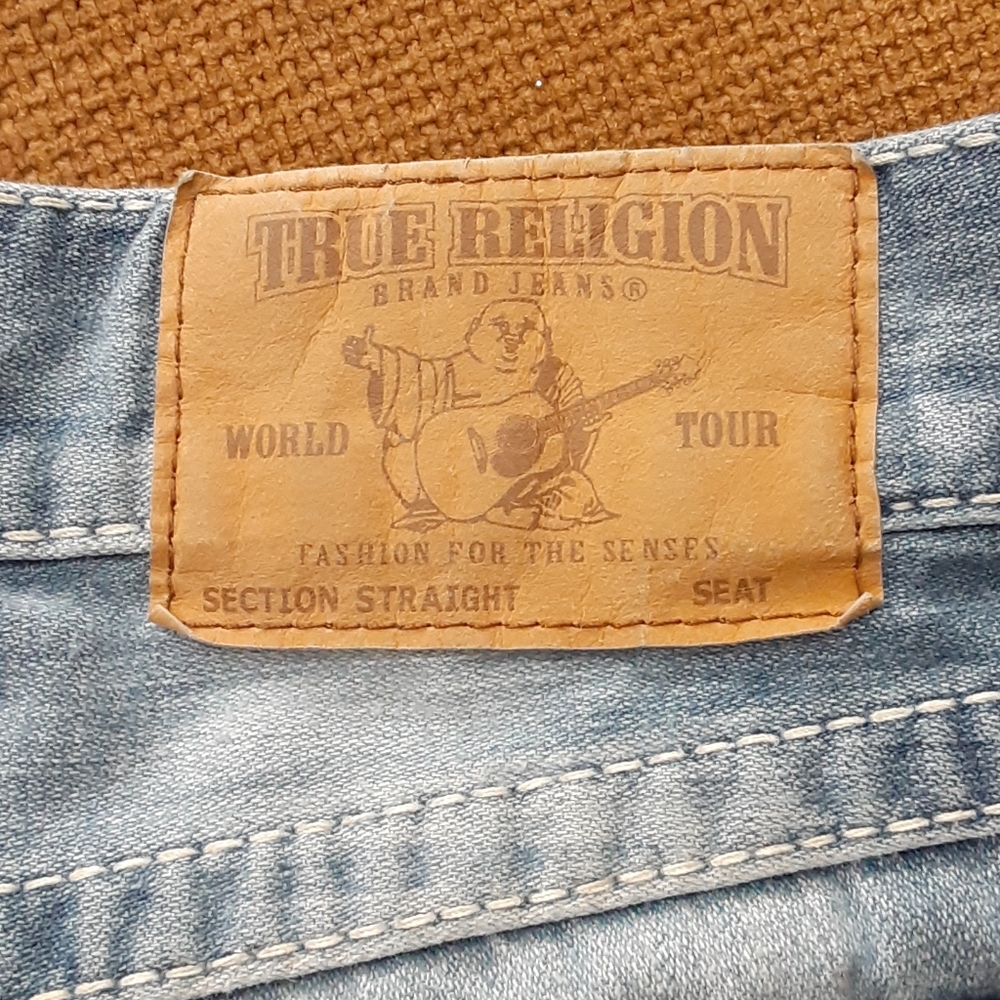 TRUE RELIGION
BRAND JEANS®
WORLD TOUR
FASHION FOR THE SENSES
SECTION STRAIGHT SEAT